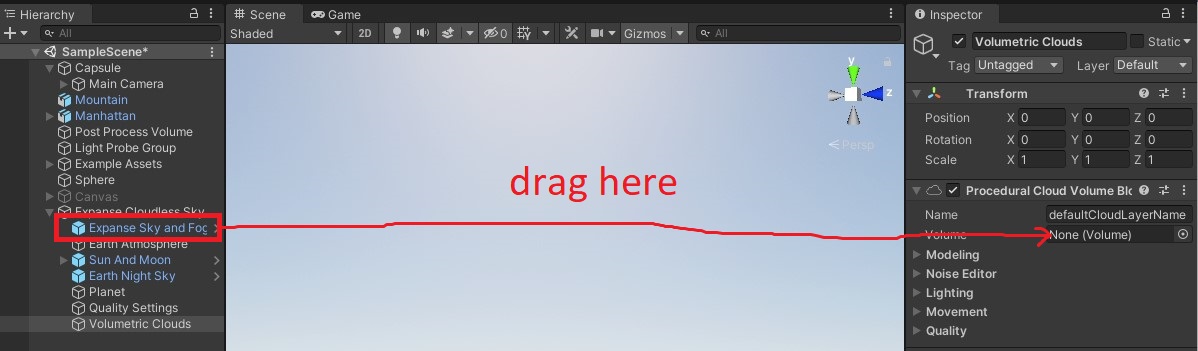 Hierarchy
All
SampleScene*
Capsule
Main Camera
Mountain
Manhattan
Post Process Volume
Light Probe Group
Example Assets
Sphere
Canvas
Expanse Cloudless Sky
Expanse Sky and Fog
Earth Atmosphere
Sun And Moon
Earth Night Sky
Planet
Quality Settings
Volumetric Clouds
Scene Game
Shaded 2D 0 Gizmos All
y
z
Persp
drag here
Inspector
Volumetric Clouds Static
Tag Untagged Layer Default
Transform
Position X 0 Y 0 Z 0
Rotation X 0 Y 0 Z 0
Scale X 1 Y 1 Z 1
Procedural Cloud Volume Blo
Name defaultCloudLayerName
Volume None (Volume)
Modeling
Noise Editor
Lighting
Movement
Quality